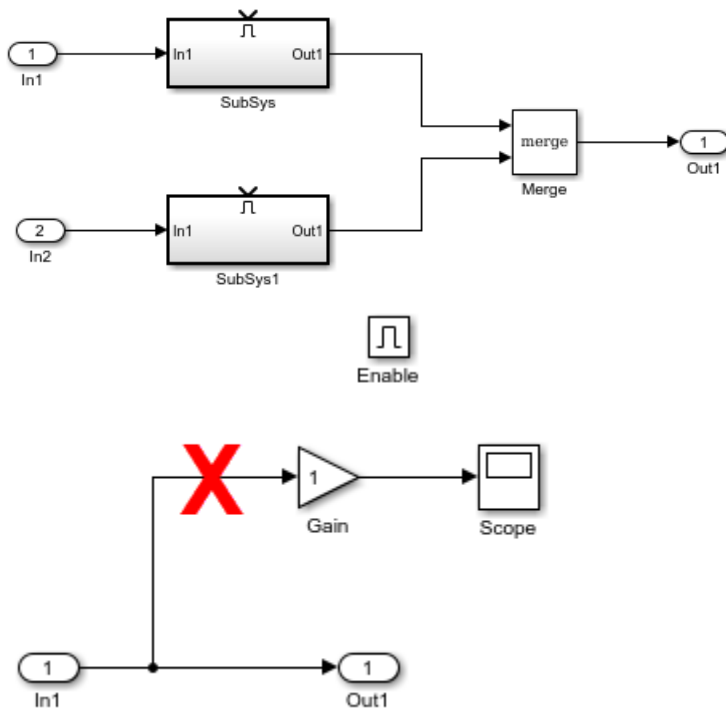 1
In1
In1 Out1
SubSys
merge
Merge
1
Out1
2
In2
In1 Out1
SubSys1
Enable
X
1
Gain
Scope
1
In1
1
Out1